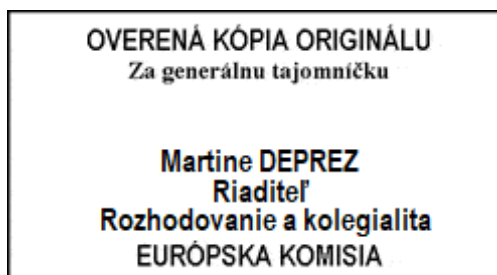 OVERENÁ KÓPIA ORIGINÁLU
Za generálnu tajomníčku
Martine DEPREZ
Riaditeľ
Rozhodovanie a kolegialita
EURÓPSKA KOMISIA